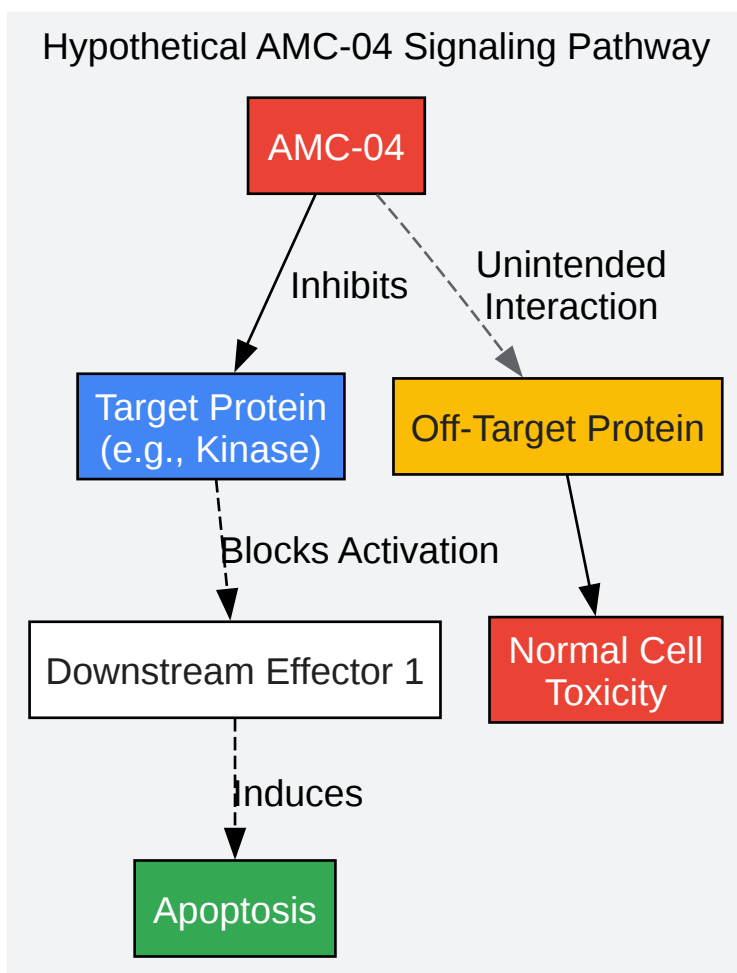 Hypothetical AMC-04 Signaling Pathway
AMC-04
Inhibits
Unintended
Interaction
Target Protein
(e.g., Kinase)
Off-Target Protein
Blocks Activation
Downstream Effector 1
Normal Cell
Toxicity
Induces
Apoptosis